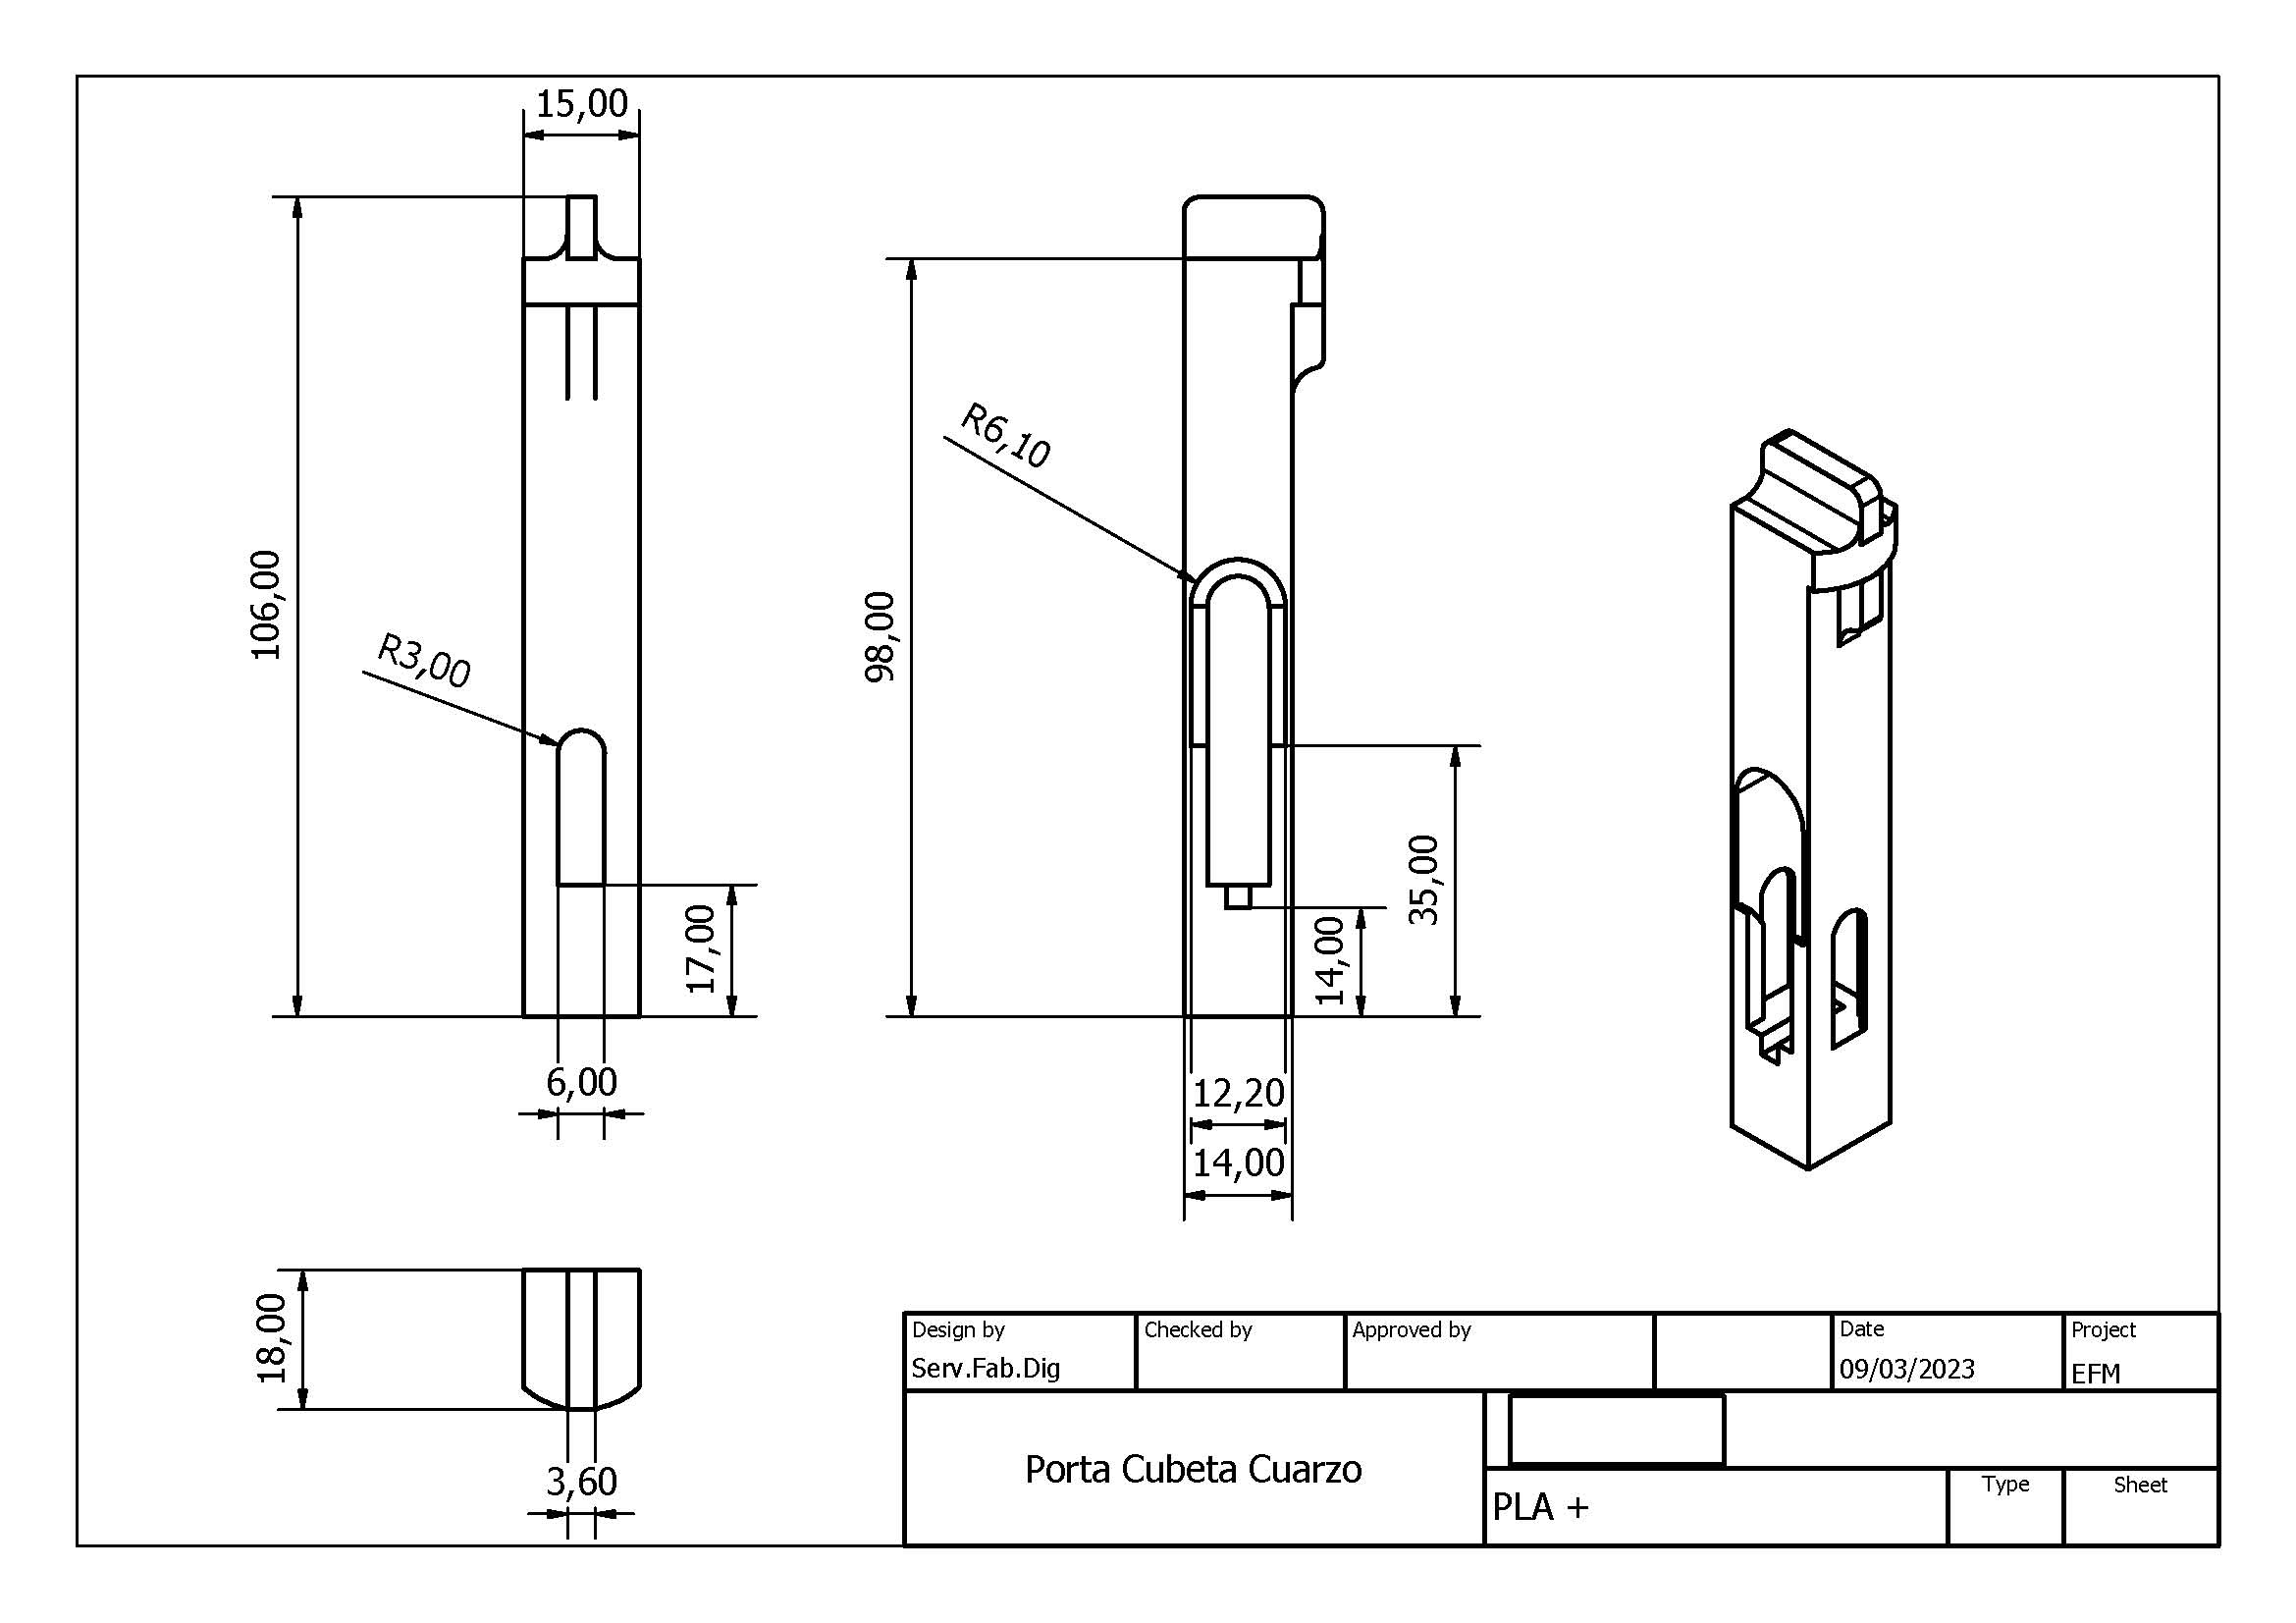 15,00
106,00
R3,00
17,00
6,00
98,00
R6,10
35,00
14,00
12,20
14,00
18,00
3,60
Design by
Serv.Fab.Dig
Checked by
Approved by
Date
09/03/2023
Project
EFM
Porta Cubeta Cuarzo
PLA +
Type
Sheet